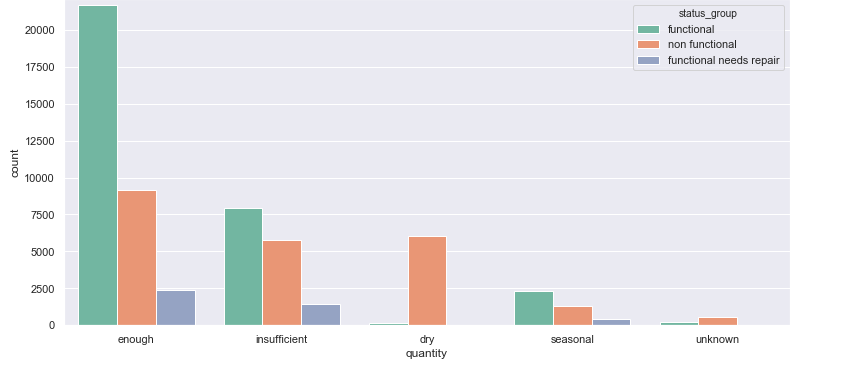 status_group
functional
non functional
functional needs repair
20000
17500
15000
12500
10000
7500
5000
2500
0
count
enough
insufficient
dry
seasonal
unknown
quantity